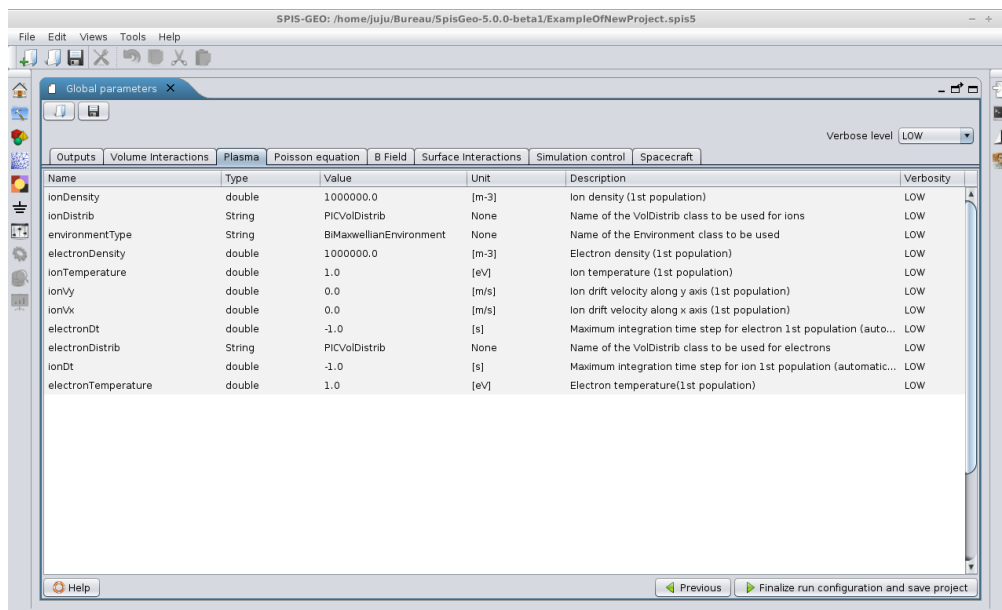 SPIS-GEO: /home/juju/Bureau/SpisGeo-5.0.0-beta1/ExampleOfNewProject.spis5
File Edit Views Tools Help
Global parameters
Verbose level LOW
Outputs Volume Interactions Plasma Poisson equation B Field Surface Interactions Simulation control Spacecraft
Name Type Value Unit Description Verbosity
ionDensity double 1000000.0 [m-3] Ion density (1st population) LOW
ionDistrib String PICVolDistrib None Name of the VolDistrib class to be used for ions LOW
environmentType String BiMaxwellianEnvironment None Name of the Environment class to be used LOW
electronDensity double 1000000.0 [m-3] Electron density (1st population) LOW
ionTemperature double 1.0 [eV] Ion temperature (1st population) LOW
ionVy double 0.0 [m/s] Ion drift velocity along y axis (1st population) LOW
ionVx double 0.0 [m/s] Ion drift velocity along x axis (1st population) LOW
electronDt double -1.0 [s] Maximum integration time step for electron 1st population (auto... LOW
electronDistrib String PICVolDistrib None Name of the VolDistrib class to be used for electrons LOW
ionDt double -1.0 [s] Maximum integration time step for ion 1st population (automatic... LOW
electronTemperature double 1.0 [eV] Electron temperature(1st population) LOW
Help Previous Finalize run configuration and save project